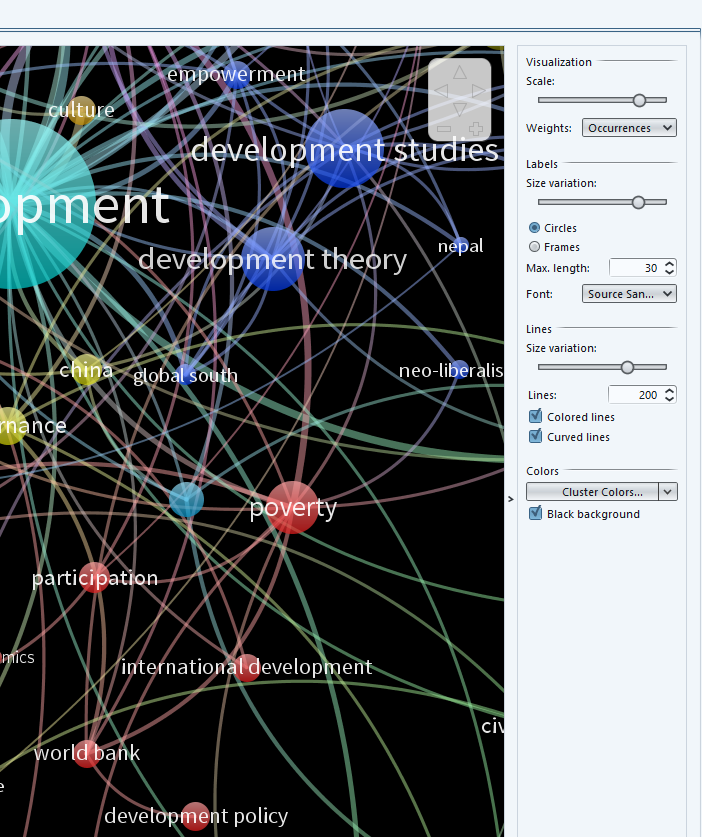 empowerment
culture
development studies
opment
development theory
nepal
china
global south
neo-liberalis
rnance
poverty
participation
mics
international development
civ
world bank
e
development policy
Visualization
Scale:
Weights: Occurrences
Labels
Size variation:
Circles
Frames
Max. length: 30
Font: Source San...
Lines
Size variation:
Lines: 200
Colored lines
Curved lines
Colors
Cluster Colors...
Black background